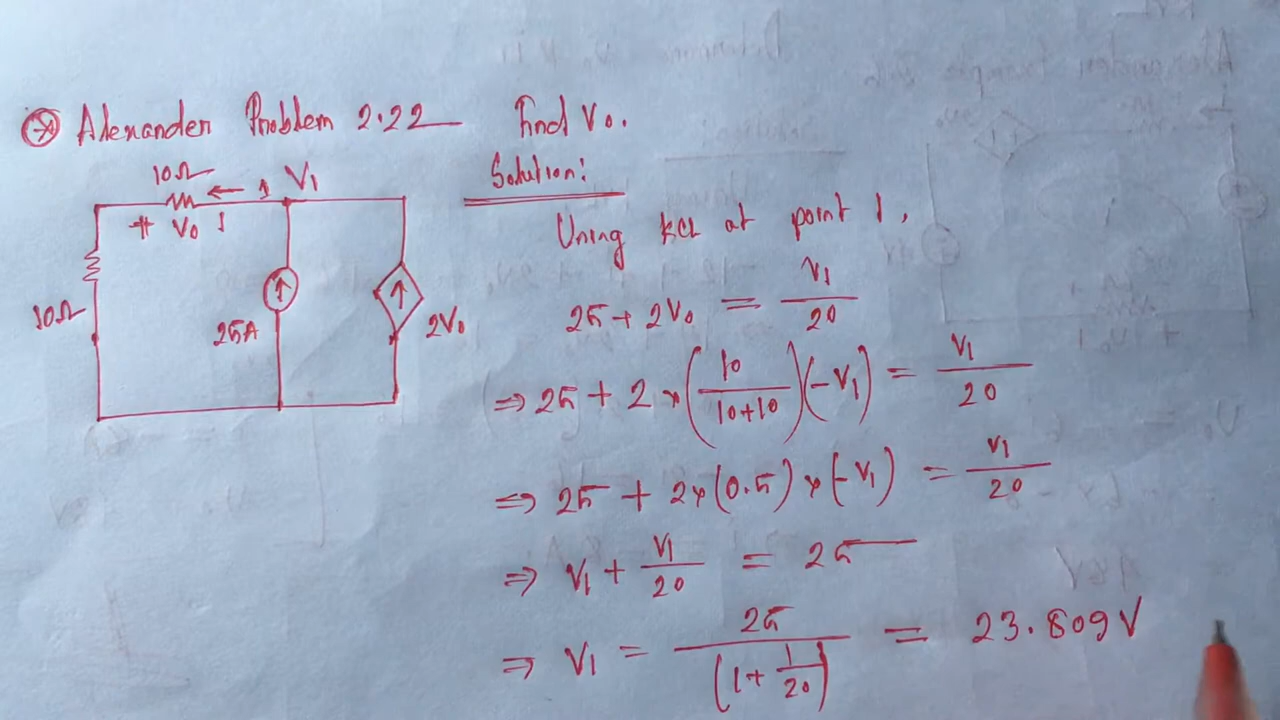 Alexander Problem 2.22 Find V₀.
10Ω
1
V₁
+ V₀
10Ω
25A
2V₀
Solution:
Using KCL at point 1,
25 + 2V₀ = V₁/20
⇒ 25 + 2 × (10/(10+10)) (-V₁) = V₁/20
⇒ 25 + 2×(0.5)×(-V₁) = V₁/20
⇒ V₁ + V₁/20 = 25
⇒ V₁ = 25/(1+1/20) = 23.809V